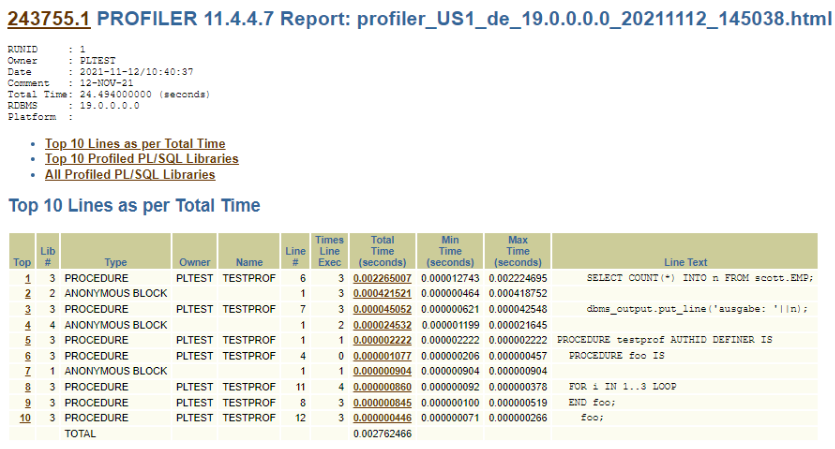 243755.1 PROFILER 11.4.4.7 Report: profiler_US1_de_19.0.0.0.0_20211112_145038.html
RUNID : 1
Owner : PLTEST
Date : 2021-11-12/10:40:37
Comment : 12-NOV-21
Total Time: 24.494000000 (seconds)
RDBMS : 19.0.0.0.0
Platform :
• Top 10 Lines as per Total Time
• Top 10 Profiled PL/SQL Libraries
• All Profiled PL/SQL Libraries
Top 10 Lines as per Total Time
Top Lib # Type Owner Name Line # Times Line Exec Total Time (seconds) Min Time (seconds) Max Time (seconds) Line Text
1 3 PROCEDURE PLTEST TESTPROF 6 3 0.002265007 0.000012743 0.002224695 SELECT COUNT(*) INTO n FROM scott.EMP;
2 2 ANONYMOUS BLOCK 1 3 0.000421521 0.000000464 0.000418752
3 3 PROCEDURE PLTEST TESTPROF 7 3 0.000045052 0.000000621 0.000042548 dbms_output.put_line('ausgabe: '||n);
4 4 ANONYMOUS BLOCK 1 2 0.000024532 0.000001199 0.000021645
5 3 PROCEDURE PLTEST TESTPROF 1 1 0.000002222 0.000002222 0.000002222 PROCEDURE testprof AUTHID DEFINER IS
6 3 PROCEDURE PLTEST TESTPROF 4 0 0.000001077 0.000000206 0.000000457 PROCEDURE foo IS
7 1 ANONYMOUS BLOCK 1 1 0.000000904 0.000000904 0.000000904
8 3 PROCEDURE PLTEST TESTPROF 11 4 0.000000860 0.000000092 0.000000378 FOR i IN 1..3 LOOP
9 3 PROCEDURE PLTEST TESTPROF 8 3 0.000000845 0.000000100 0.000000519 END foo;
10 3 PROCEDURE PLTEST TESTPROF 12 3 0.000000446 0.000000071 0.000000266 foo;
TOTAL 0.002762466